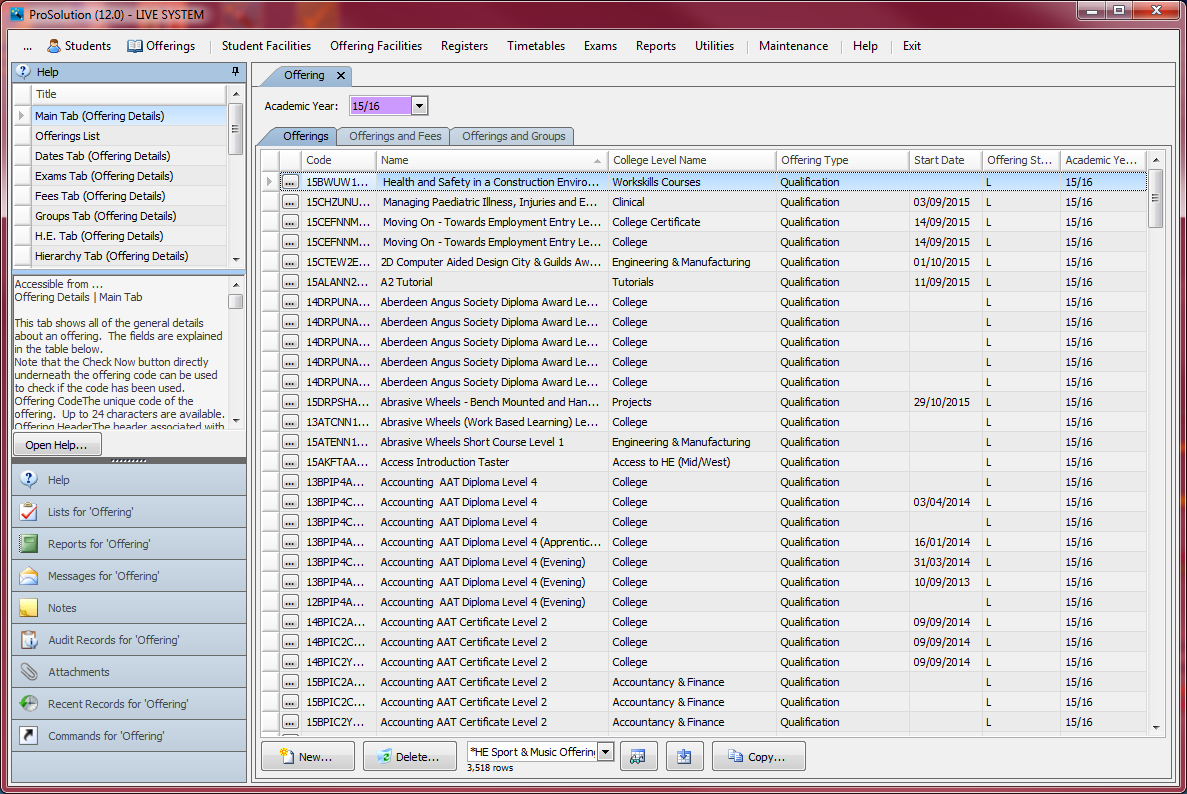 ProSolution (12.0) - LIVE SYSTEM
... Students Offerings Student Facilities Offering Facilities Registers Timetables Exams Reports Utilities Maintenance Help Exit
Help
Title
Main Tab (Offering Details)
Offerings List
Dates Tab (Offering Details)
Exams Tab (Offering Details)
Fees Tab (Offering Details)
Groups Tab (Offering Details)
H.E. Tab (Offering Details)
Hierarchy Tab (Offering Details)
Accessible from ...
Offering Details | Main Tab
This tab shows all of the general details
about an offering. The fields are explained
in the table below.
Note that the Check Now button directly
underneath the offering code can be used
to check if the code has been used.
Offering CodeThe unique code of the
offering. Up to 24 characters are available.
Offering HeaderThe header associated with
Open Help...
Help
Lists for 'Offering'
Reports for 'Offering'
Messages for 'Offering'
Notes
Audit Records for 'Offering'
Attachments
Recent Records for 'Offering'
Commands for 'Offering'
Offering
Academic Year: 15/16
Offerings Offerings and Fees Offerings and Groups
Code Name College Level Name Offering Type Start Date Offering St... Academic Ye...
15BWUW1... Health and Safety in a Construction Enviro... Workskills Courses Qualification L 15/16
15CHZUNU... Managing Paediatric Illness, Injuries and E... Clinical Qualification 03/09/2015 L 15/16
15CEFNNM... Moving On - Towards Employment Entry Le... College Certificate Qualification 14/09/2015 L 15/16
15CEFNNM... Moving On - Towards Employment Entry Le... College Qualification 14/09/2015 L 15/16
15CTEW2E... 2D Computer Aided Design City & Guilds Aw... Engineering & Manufacturing Qualification 01/10/2015 L 15/16
15ALANN2... A2 Tutorial Tutorials Qualification 11/09/2015 L 15/16
14DRPUNA... Aberdeen Angus Society Diploma Award Le... College Qualification L 15/16
14DRPUNA... Aberdeen Angus Society Diploma Award Le... College Qualification L 15/16
14DRPUNA... Aberdeen Angus Society Diploma Award Le... College Qualification L 15/16
14DRPUNA... Aberdeen Angus Society Diploma Award Le... College Qualification L 15/16
14DRPUNA... Aberdeen Angus Society Diploma Award Le... College Qualification L 15/16
15DRPSHA... Abrasive Wheels - Bench Mounted and Han... Projects Qualification 29/10/2015 L 15/16
13ATCNN1... Abrasive Wheels (Work Based Learning) Le... College Qualification L 15/16
15ATENN1... Abrasive Wheels Short Course Level 1 Engineering & Manufacturing Qualification L 15/16
15AKFTAA... Access Introduction Taster Access to HE (Mid/West) Qualification L 15/16
13BPIP4A... Accounting AAT Diploma Level 4 College Qualification L 15/16
13BPIP4C... Accounting AAT Diploma Level 4 College Qualification 03/04/2014 L 15/16
13BPIP4C... Accounting AAT Diploma Level 4 College Qualification L 15/16
13BPIP4A... Accounting AAT Diploma Level 4 (Apprentic... College Qualification 16/01/2014 L 15/16
13BPIP4C... Accounting AAT Diploma Level 4 (Evening) College Qualification 31/03/2014 L 15/16
13BPIP4A... Accounting AAT Diploma Level 4 (Evening) College Qualification 10/09/2013 L 15/16
12BPIP4A... Accounting AAT Diploma Level 4 (Evening) College Qualification L 15/16
14BPIC2A... Accounting AAT Certificate Level 2 College Qualification 09/09/2014 L 15/16
14BPIC2C... Accounting AAT Certificate Level 2 College Qualification 09/09/2014 L 15/16
14BPIC2Y... Accounting AAT Certificate Level 2 College Qualification 09/09/2014 L 15/16
15BPIC2A... Accounting AAT Certificate Level 2 Accountancy & Finance Qualification L 15/16
15BPIC2C... Accounting AAT Certificate Level 2 Accountancy & Finance Qualification L 15/16
15BPIC2Y... Accounting AAT Certificate Level 2 Accountancy & Finance Qualification L 15/16
New... Delete... *HE Sport & Music Offering Copy...
3,518 rows